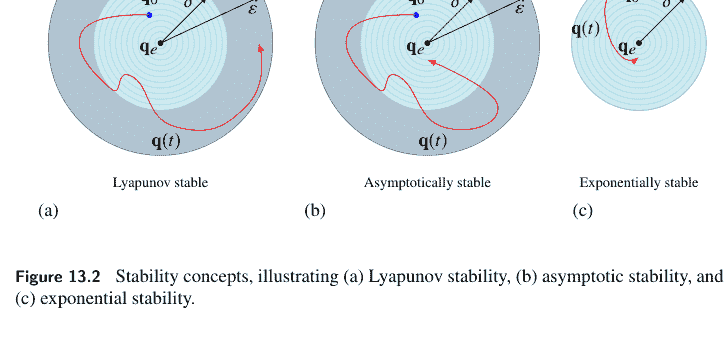 q_e
q_e
q(t)
q_e
q(t)
q(t)
Lyapunov stable
Asymptotically stable
Exponentially stable
(a)
(b)
(c)
Figure 13.2 Stability concepts, illustrating (a) Lyapunov stability, (b) asymptotic stability, and
(c) exponential stability.